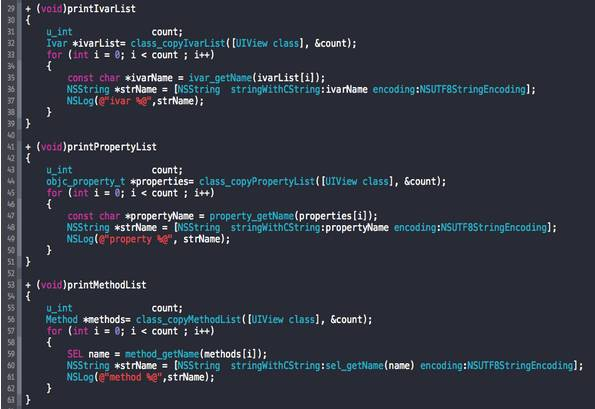 29 + (void)printIvarList
30 {
31 u_int count;
32 Ivar *ivarList= class_copyIvarList([UIView class], &count);
33 for (int i = 0; i < count ; i++)
34 {
35 const char *ivarName = ivar_getName(ivarList[i]);
36 NSString *strName = [NSString stringWithCString:ivarName encoding:NSUTF8StringEncoding];
37 NSLog(@"ivar %@",strName);
38 }
39 }
40
41 + (void)printPropertyList
42 {
43 u_int count;
44 objc_property_t *properties= class_copyPropertyList([UIView class], &count);
45 for (int i = 0; i < count ; i++)
46 {
47 const char *propertyName = property_getName(properties[i]);
48 NSString *strName = [NSString stringWithCString:propertyName encoding:NSUTF8StringEncoding];
49 NSLog(@"property %@", strName);
50 }
51 }
52
53 + (void)printMethodList
54 {
55 u_int count;
56 Method *methods= class_copyMethodList([UIView class], &count);
57 for (int i = 0; i < count ; i++)
58 {
59 SEL name = method_getName(methods[i]);
60 NSString *strName = [NSString stringWithCString:sel_getName(name) encoding:NSUTF8StringEncoding];
61 NSLog(@"method %@",strName);
62 }
63 }